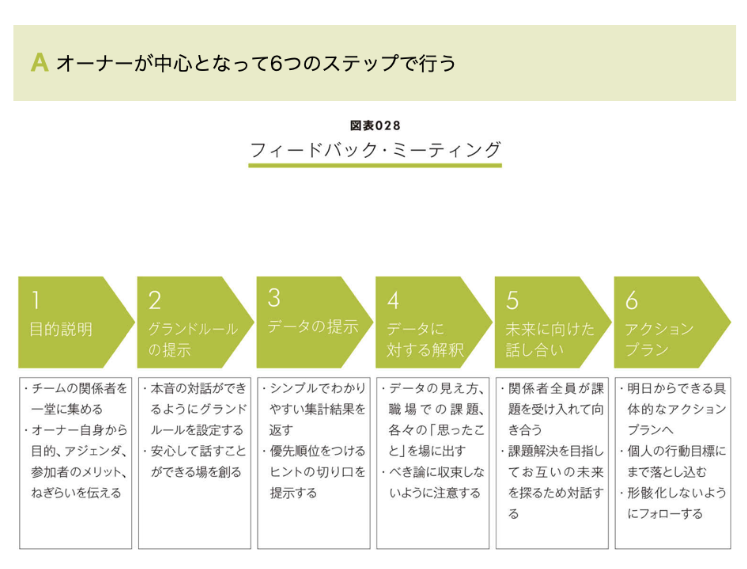 A オーナーが中心となって6つのステップで行う
図表028
フィードバック・ミーティング
1
目的説明
・チームの関係者を
一堂に集める
・オーナー自身から
目的、アジェンダ、
参加者のメリット、
ねぎらいを伝える
2
グランドルール
の提示
・本音の対話ができ
るようにグランド
ルールを設定する
・安心して話すこと
ができる場を創る
3
データの提示
・シンプルでわかり
やすい集計結果を
返す
・優先順位をつける
ヒントの切り口を
提示する
4
データに
対する解釈
・データの見え方、
職場での課題、
各々の「思ったこ
と」を場に出す
・べき論に収束しな
いように注意する
5
未来に向けた
話し合い
・関係者全員が課
題を受け入れて向
き合う
・課題解決を目指し
てお互いの未来
を探るため対話す
る
6
アクション
プラン
・明日からできる具
体的なアクション
プランへ
・個人の行動目標に
まで落とし込む
・形骸化しないよう
にフォローする